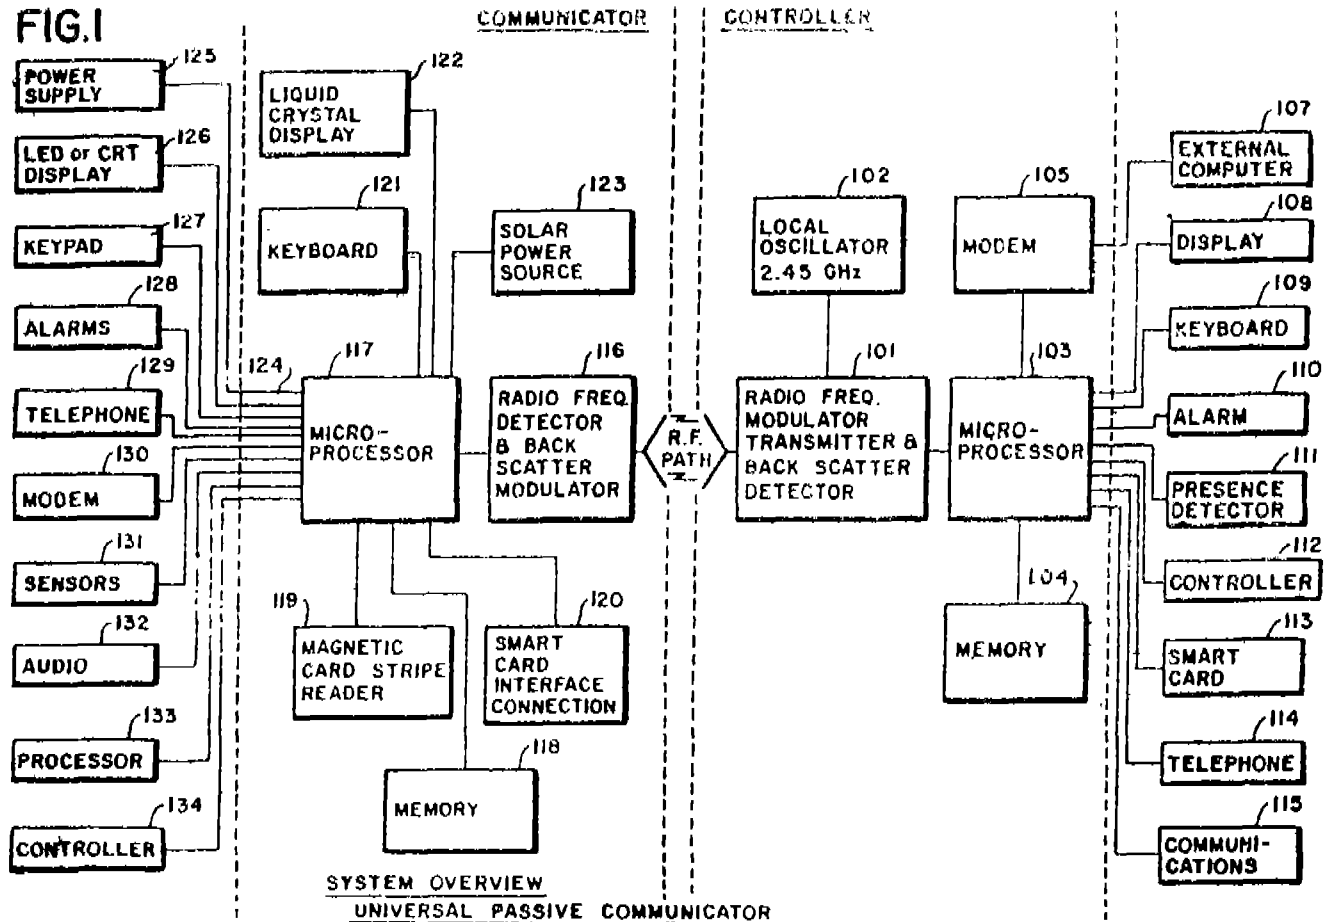 FIG.1
COMMUNICATOR
CONTROLLER
125
POWER
SUPPLY
126
LED or CRT
DISPLAY
127
KEYPAD
128
ALARMS
129
TELEPHONE
130
MODEM
131
SENSORS
132
AUDIO
133
PROCESSOR
134
CONTROLLER
122
LIQUID
CRYSTAL
DISPLAY
121
KEYBOARD
123
SOLAR
POWER
SOURCE
124
117
MICRO-
PROCESSOR
116
RADIO FREQ.
DETECTOR
& BACK
SCATTER
MODULATOR
119
MAGNETIC
CARD STRIPE
READER
120
SMART
CARD
INTERFACE
CONNECTION
118
MEMORY
R.F.
PATH
102
LOCAL
OSCILLATOR
2.45 GHz
105
MODEM
101
RADIO FREQ.
MODULATOR
TRANSMITTER &
BACK SCATTER
DETECTOR
103
MICRO-
PROCESSOR
104
MEMORY
107
EXTERNAL
COMPUTER
108
DISPLAY
109
KEYBOARD
110
ALARM
111
PRESENCE
DETECTOR
112
CONTROLLER
113
SMART
CARD
114
TELEPHONE
115
COMMUNI-
CATIONS
SYSTEM OVERVIEW
UNIVERSAL PASSIVE COMMUNICATOR